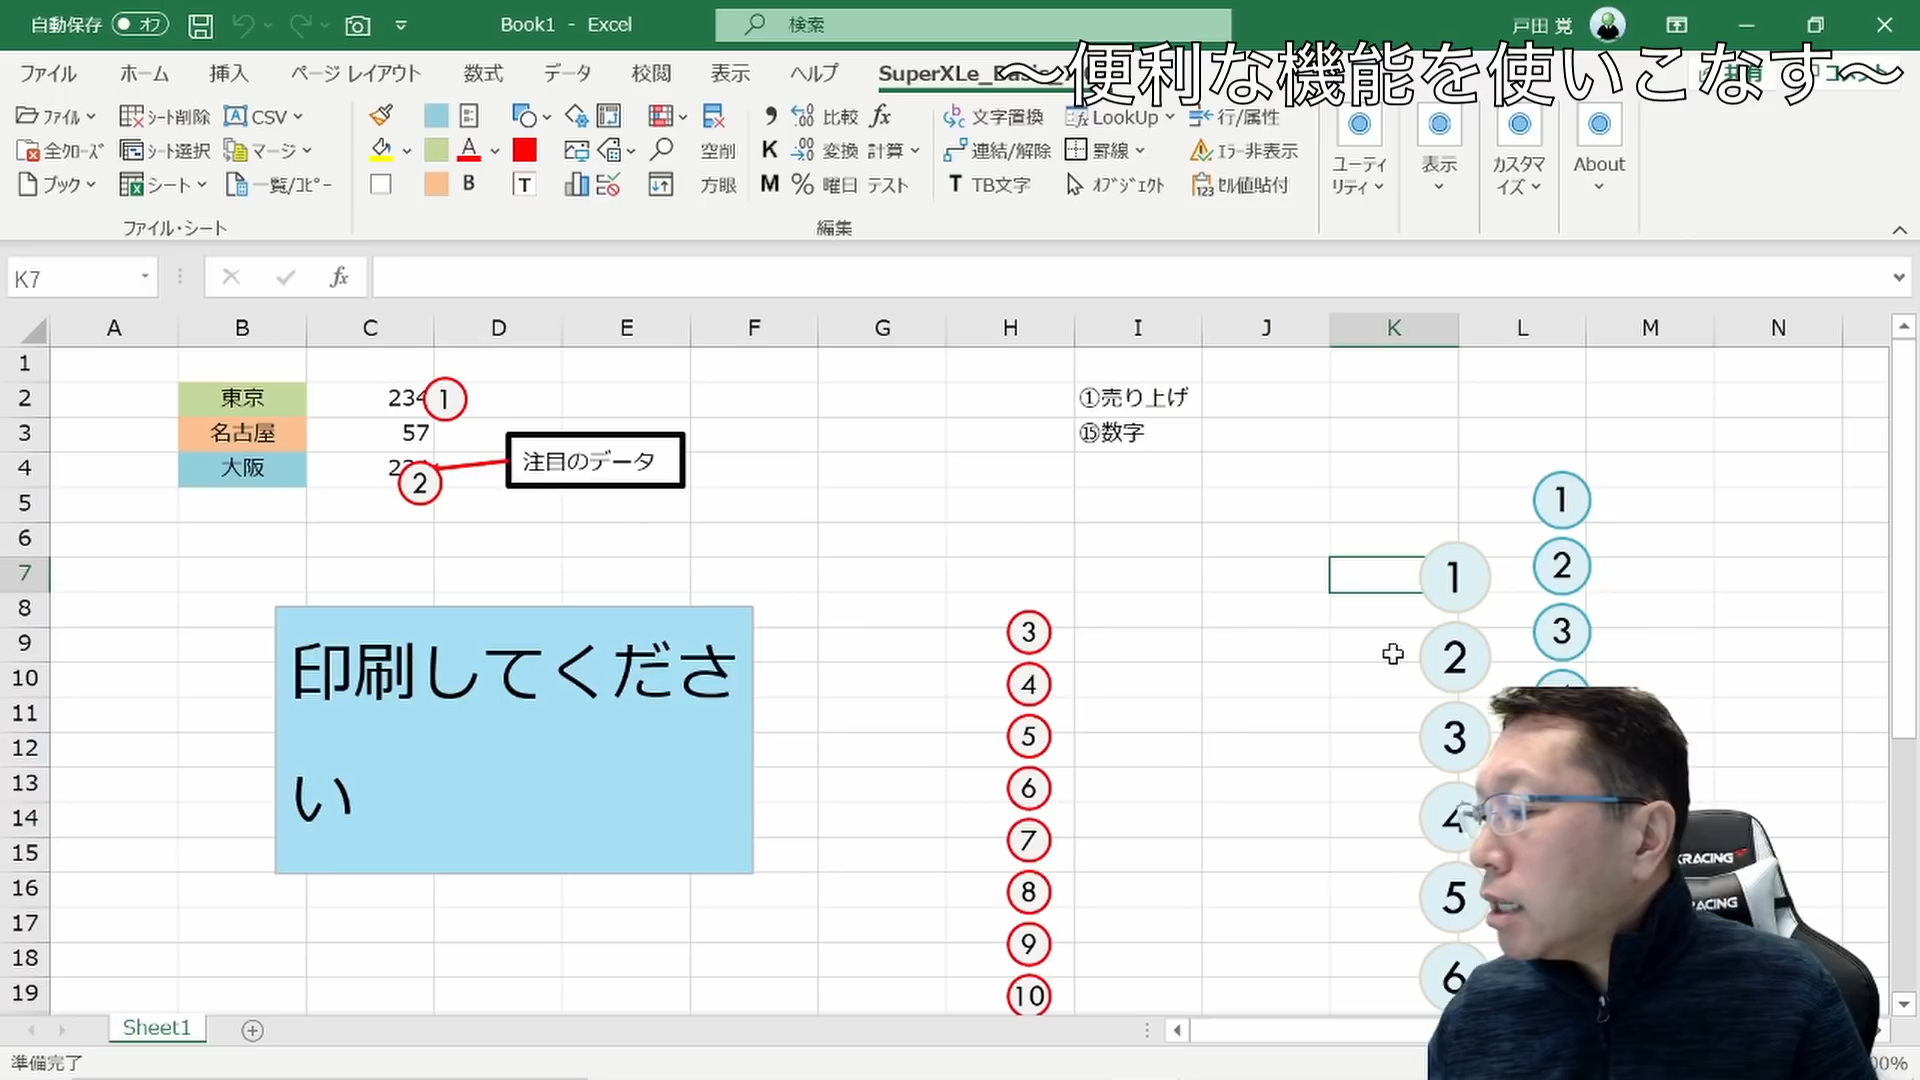 自動保存 オフ
Book1 - Excel
検索
戸田 覚
～便利な機能を使いこなす～
ファイル ホーム 挿入 ページ レイアウト 数式 データ 校閲 表示 ヘルプ
ファイル シート削除 CSV
全クローズ シート選択 マージ
ブック シート 一覧/コピー
ファイル・シート
比較 fx 文字置換 LookUp 行/属性
空削 K 変換 計算 連結/解除 罫線 エラー非表示
方眼 M % 曜日 テスト T TB文字 オブジェクト セル値貼付
編集
ユーティリティ
表示
カスタマイズ
About
K7
fx
A B C D E F G H I J K L M N
1
2 東京 ① ①売り上げ
3 名古屋 57 ⑮数字
4 大阪
2
注目のデータ
5
6
7
8
9
10
11
12
13
14
15
16
17
18
19
印刷してくださ
い
3
4
5
6
7
8
9
10
1
2
3
4
5
6
1
2
3
KRACING
RACING
Sheet1
準備完了